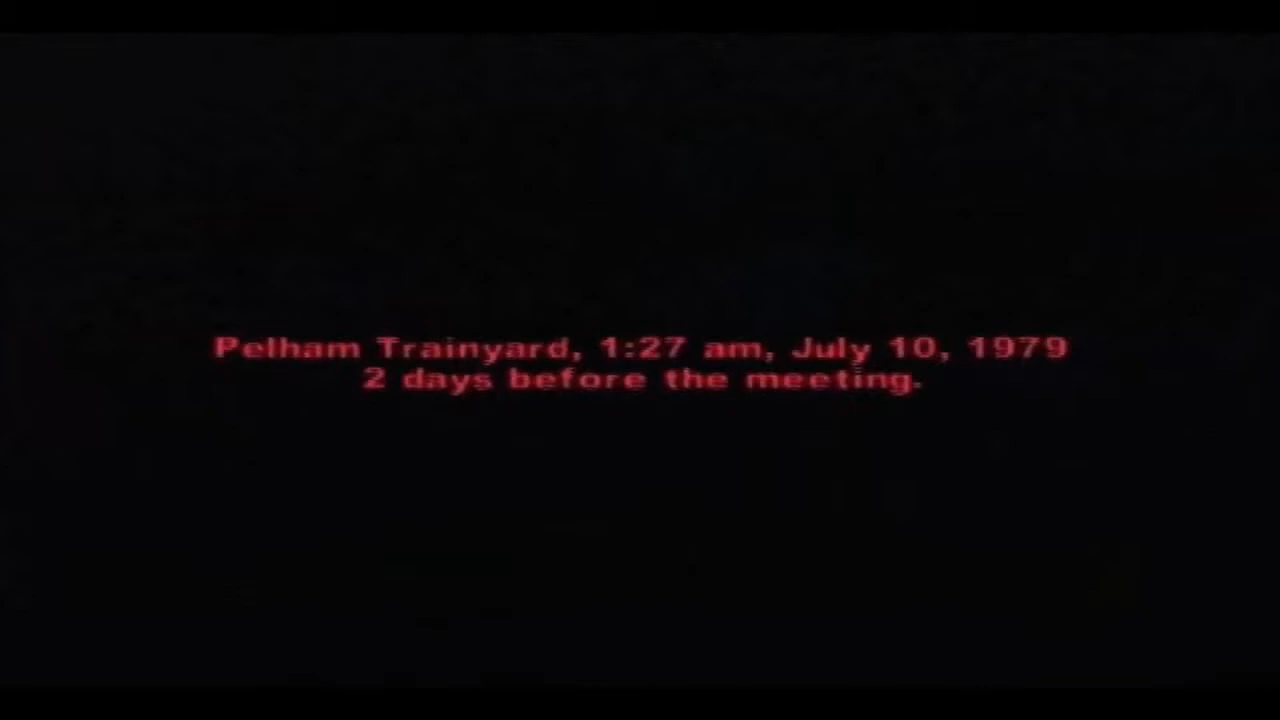 Pelham Trainyard, 1:27 am, July 10, 1979
2 days before the meeting.